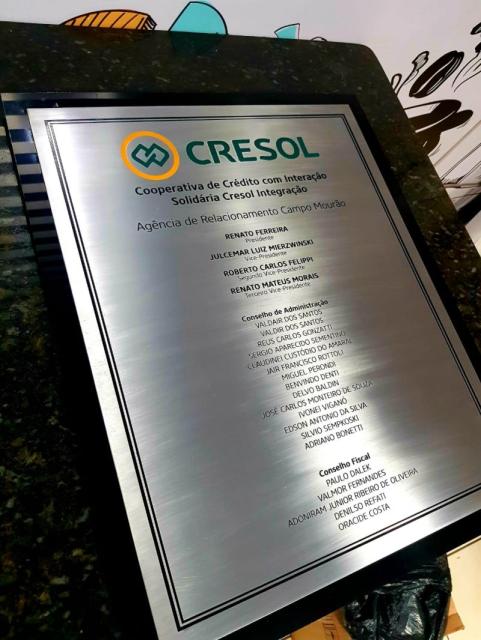 CRESOL
Cooperativa de Crédito com Interação
Solidária Cresol Integração
Agência de Relacionamento Campo Mourão
RENATO FERREIRA
Presidente
JULCEMAR LUIZ MIERZWINSKI
Vice-Presidente
ROBERTO CARLOS FELIPPI
Segundo Vice-Presidente
RENATO MATEUS MORAIS
Terceiro Vice-Presidente
Conselho de Administração
VALDAIR DOS SANTOS
VALDIR DOS SANTOS
REUS CARLOS GONZATTI
SERGIO APARECIDO SEMENTINO
CLAUDINEI CUSTÓDIO DO AMARAL
JAIR FRANCISCO ROTTOLI
MIGUEL PERONDI
BENVINDO DENTI
DELVO BALDIN
JOSÉ CARLOS MONTEIRO DE SOUZA
IVONEI VIGANÓ
EDSON ANTONIO DA SILVA
SILVIO SEMPKOSKI
ADRIANO BONETTI
Conselho Fiscal
PAULO DALEK
VALMOR FERNANDES
ADONIRAM JUNIOR RIBEIRO DE OLIVEIRA
DENILSO REFATI
ORACIDE COSTA